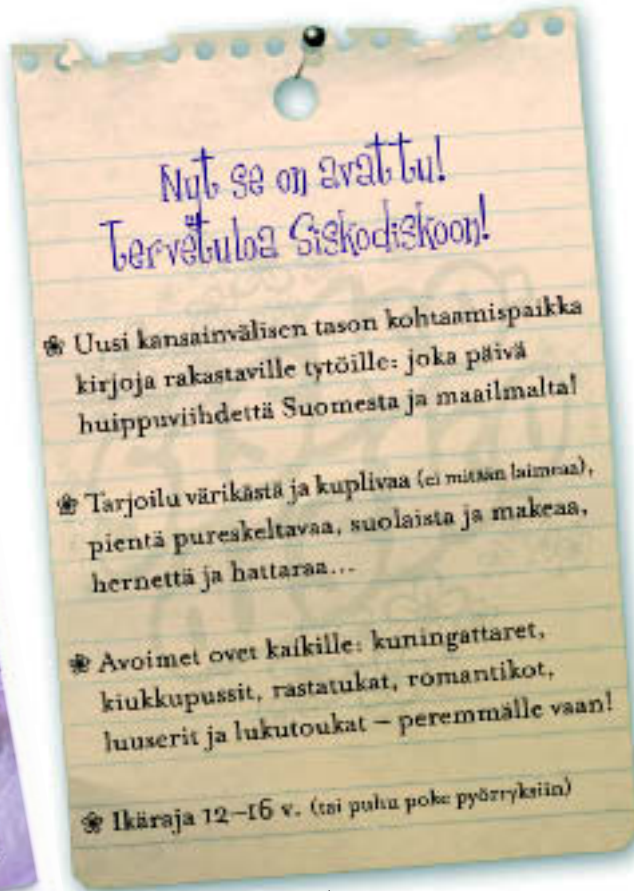 Nyt se on avattu!
Tervetuloa Siskodiskoon!
❀ Uusi kansainvälisen tason kohtaamispaikka
kirjoja rakastaville tytöille: joka päivä
huippuviihdettä Suomesta ja maailmalta!
❀ Tarjoilu värikästä ja kuplivaa (ei mitään laimeaa),
pientä pureskeltavaa, suolaista ja makeaa,
hernettä ja hattaraa...
❀ Avoimet ovet kaikille: kuningattaret,
kiukkupussit, rastatukat, romantikot,
luuserit ja lukutoukat – peremmälle vaan!
❀ Ikäraja 12–16 v. (tai puhu poke pyörryksiin)